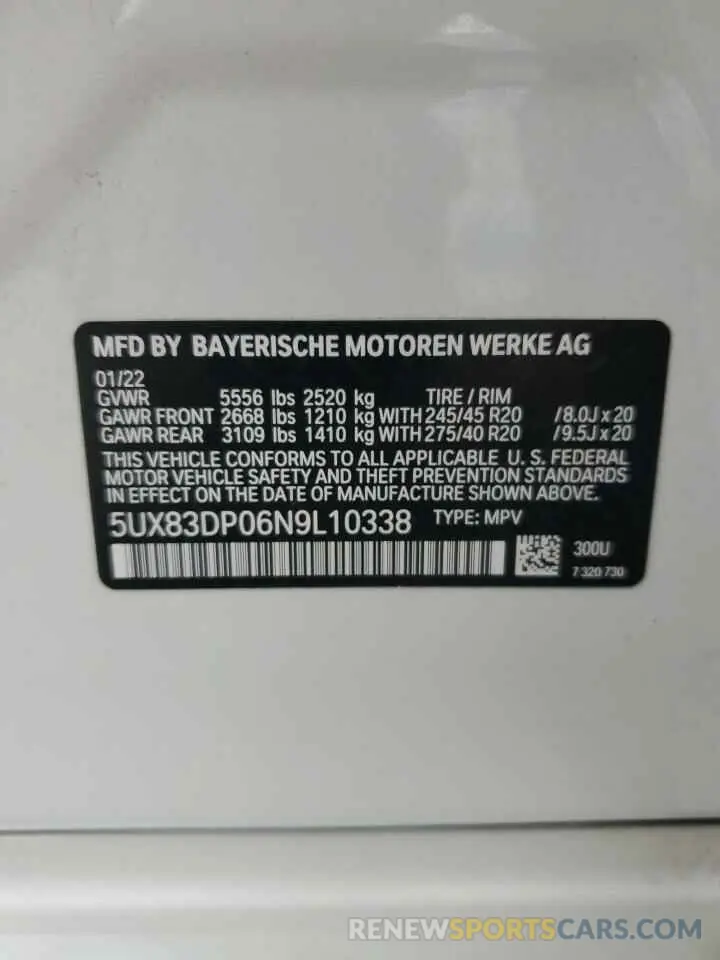 MFD BY BAYERISCHE MOTOREN WERKE AG
01/22
GVWR 5556 lbs 2520 kg TIRE / RIM
GAWR FRONT 2668 lbs 1210 kg WITH 245/45 R20 /8.0J x 20
GAWR REAR 3109 lbs 1410 kg WITH 275/40 R20 /9.5J x 20
THIS VEHICLE CONFORMS TO ALL APPLICABLE U. S. FEDERAL
MOTOR VEHICLE SAFETY AND THEFT PREVENTION STANDARDS
IN EFFECT ON THE DATE OF MANUFACTURE SHOWN ABOVE.
5UX83DP06N9L10338 TYPE: MPV
300U
7 320 730
RENEWSPORTSCARS.COM